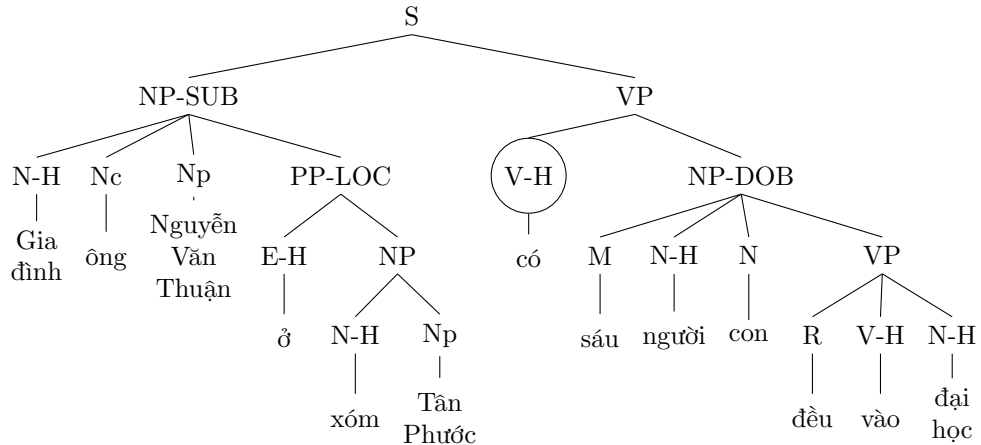 S
NP-SUB VP
N-H Nc Np PP-LOC V-H NP-DOB
Gia đình ông Nguyễn Văn Thuận E-H NP có M N-H N VP
ở N-H Np sáu người con R V-H N-H
xóm Tân Phước đều vào đại học